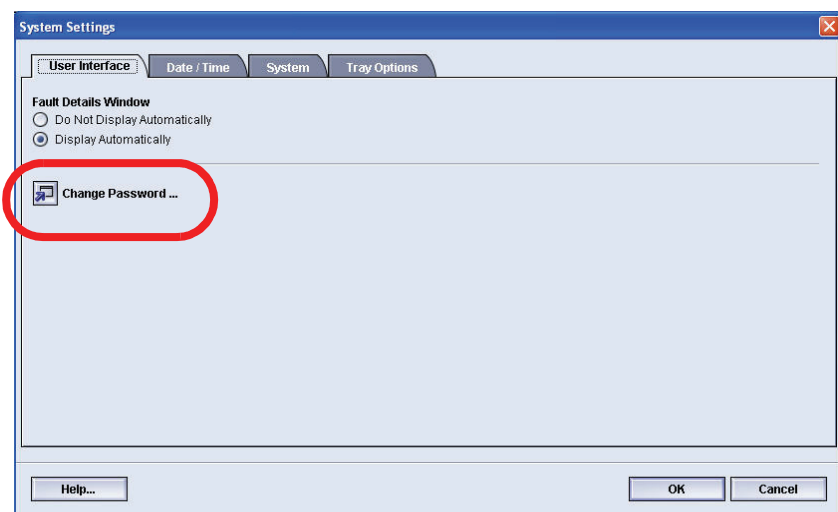 System Settings
User Interface
Date / Time
System
Tray Options
Fault Details Window
Do Not Display Automatically
Display Automatically
Change Password ...
Help...
OK
Cancel